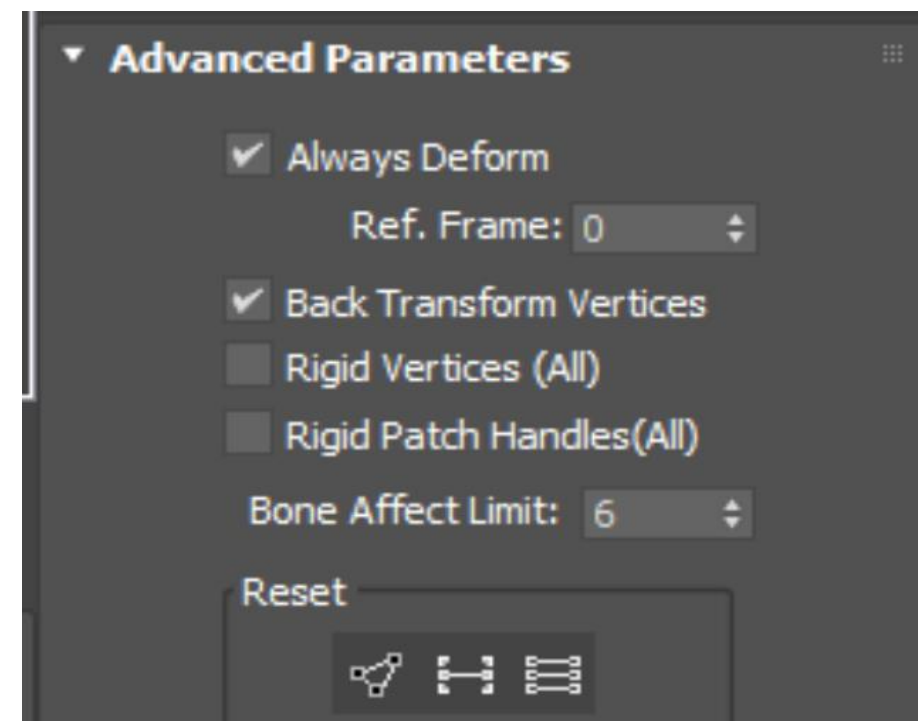 Advanced Parameters
Always Deform
Ref. Frame: 0
Back Transform Vertices
Rigid Vertices (All)
Rigid Patch Handles(All)
Bone Affect Limit: 6
Reset